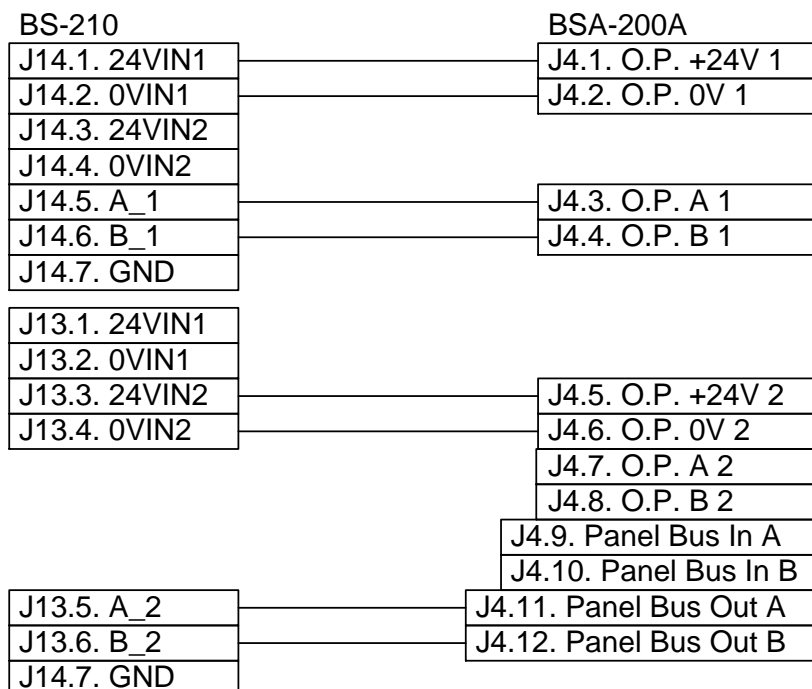 BS-210 BSA-200A
J14.1. 24VIN1 J4.1. O.P. +24V 1
J14.2. 0VIN1 J4.2. O.P. 0V 1
J14.3. 24VIN2
J14.4. 0VIN2
J14.5. A_1 J4.3. O.P. A 1
J14.6. B_1 J4.4. O.P. B 1
J14.7. GND
J13.1. 24VIN1
J13.2. 0VIN1
J13.3. 24VIN2 J4.5. O.P. +24V 2
J13.4. 0VIN2 J4.6. O.P. 0V 2
J4.7. O.P. A 2
J4.8. O.P. B 2
J4.9. Panel Bus In A
J4.10. Panel Bus In B
J13.5. A_2 J4.11. Panel Bus Out A
J13.6. B_2 J4.12. Panel Bus Out B
J14.7. GND